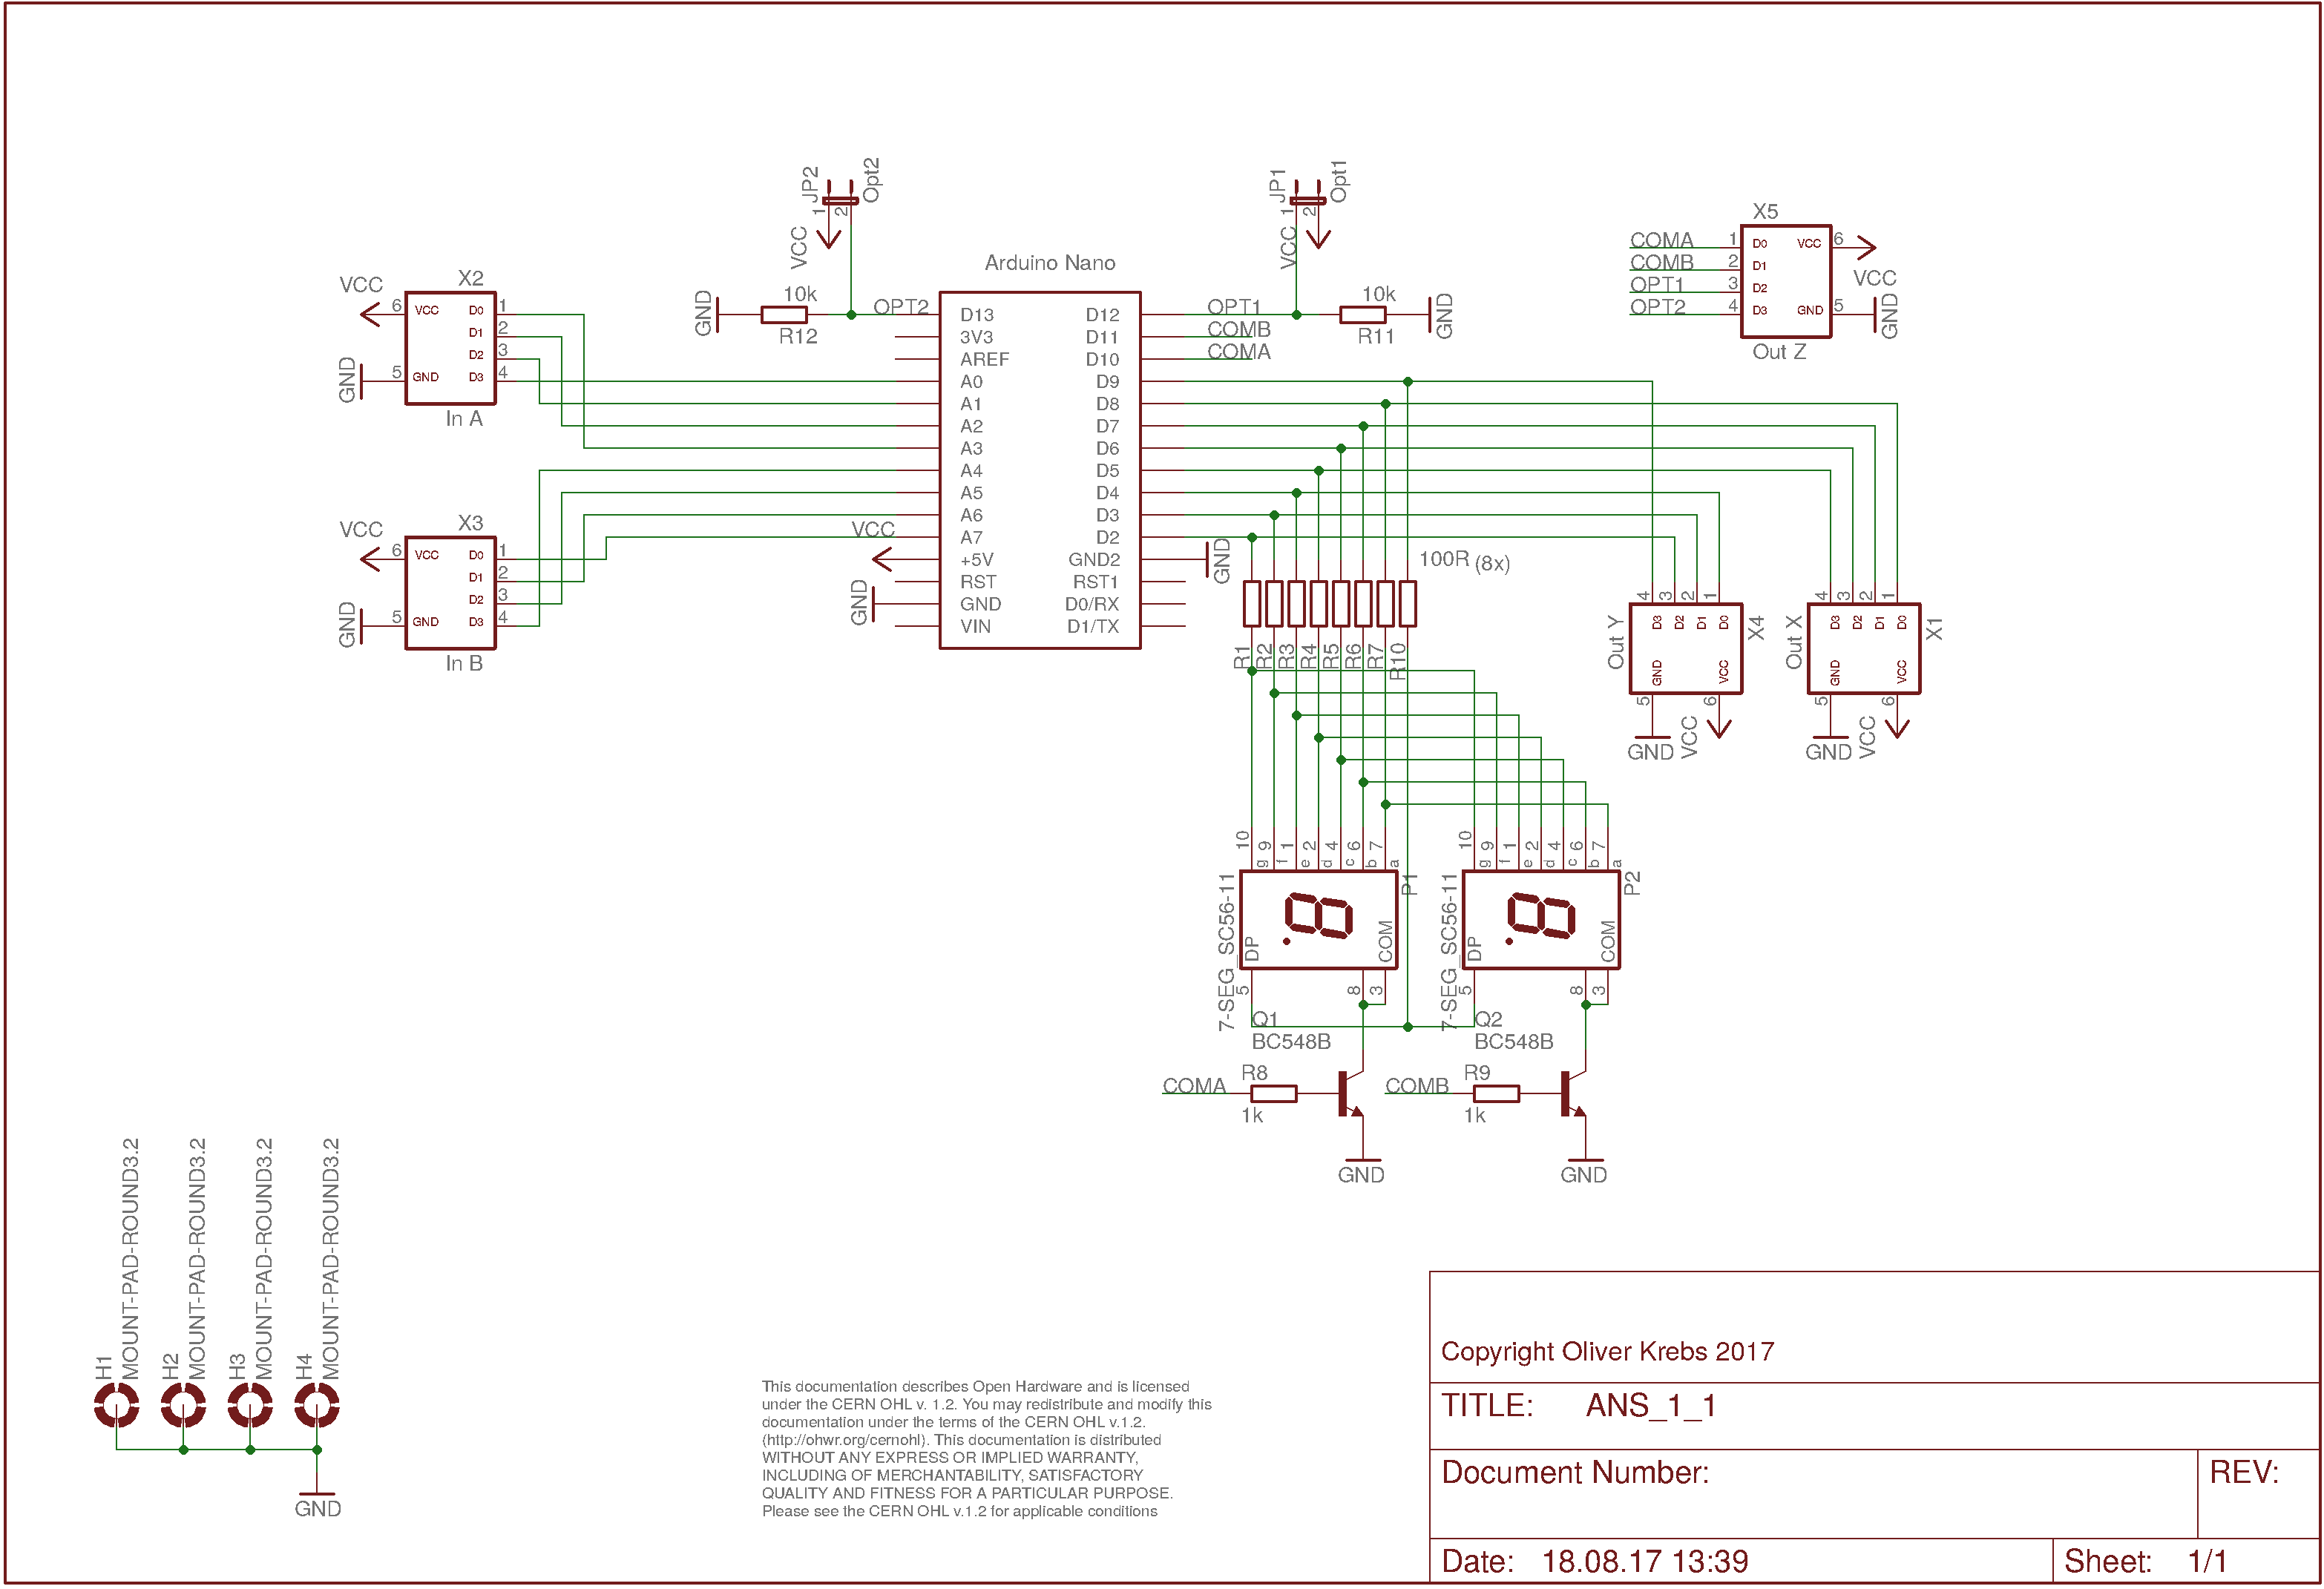 JP2
Opt2
1
2
VCC
JP1
Opt1
1
2
VCC
Arduino Nano
GND
10k
R12
OPT2
OPT1
COMB
COMA
10k
R11
GND
D13
3V3
AREF
A0
A1
A2
A3
A4
A5
A6
A7
+5V
RST
GND
VIN
D12
D11
D10
D9
D8
D7
D6
D5
D4
D3
D2
GND2
RST1
D0/RX
D1/TX
VCC
GND
GND
X2
VCC
6
VCC
D0
1
D1
2
D2
3
GND
5
GND
D3
4
In A
X3
VCC
6
VCC
D0
1
D1
2
D2
3
GND
5
GND
D3
4
In B
X5
COMA
1
D0
VCC
6
COMB
2
D1
VCC
OPT1
3
D2
OPT2
4
D3
GND
5
GND
Out Z
100R (8x)
R1
R2
R3
R4
R5
R6
R7
R10
4
3
2
1
D3
D2
D1
D0
Out Y
X4
GND
VCC
5
6
GND
VCC
4
3
2
1
D3
D2
D1
D0
Out X
X1
GND
VCC
5
6
GND
VCC
10
9
1
2
4
6
7
g
f
e
d
c
b
a
7-SEG_SC56-11
P1
DP
COM
5
8
3
10
9
1
2
4
6
7
g
f
e
d
c
b
a
7-SEG_SC56-11
P2
DP
COM
5
8
3
Q1
BC548B
COMA
R8
1k
GND
Q2
BC548B
COMB
R9
1k
GND
H1
MOUNT-PAD-ROUND3.2
H2
MOUNT-PAD-ROUND3.2
H3
MOUNT-PAD-ROUND3.2
H4
MOUNT-PAD-ROUND3.2
GND
This documentation describes Open Hardware and is licensed
under the CERN OHL v. 1.2. You may redistribute and modify this
documentation under the terms of the CERN OHL v.1.2.
(http://ohwr.org/cernohl). This documentation is distributed
WITHOUT ANY EXPRESS OR IMPLIED WARRANTY,
INCLUDING OF MERCHANTABILITY, SATISFACTORY
QUALITY AND FITNESS FOR A PARTICULAR PURPOSE.
Please see the CERN OHL v.1.2 for applicable conditions
Copyright Oliver Krebs 2017
TITLE: ANS_1_1
Document Number:
REV:
Date: 18.08.17 13:39
Sheet: 1/1